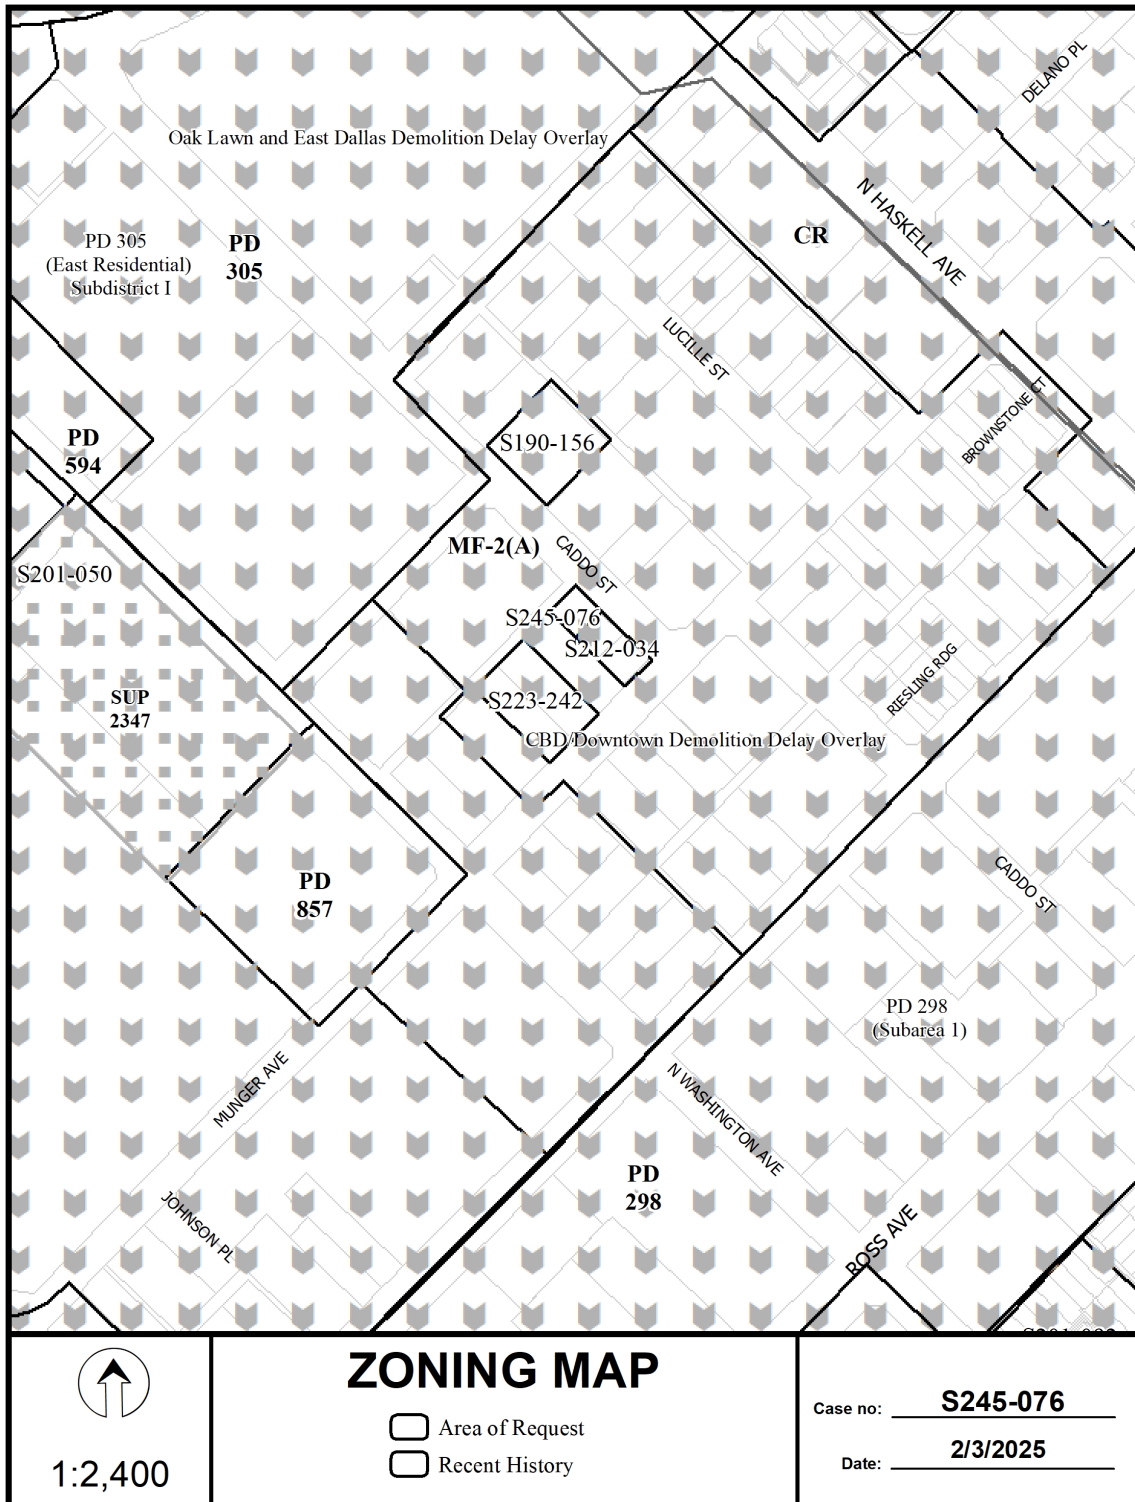 DELANO PL
Oak Lawn and East Dallas Demolition Delay Overlay
N HASKELL AVE
CR
PD 305
(East Residential)
Subdistrict I
PD
305
LUCILLE ST
BROWNSTONE CT
PD
594
S190-156
MF-2(A)
CADDO ST
S201-050
S245-076
S212-034
RIESLING RDG
SUP
2347
S223-242
CBD/Downtown Demolition Delay Overlay
PD
857
CADDO ST
PD 298
(Subarea 1)
MUNGER AVE
N WASHINGTON AVE
PD
298
JOHNSON PL
ROSS AVE
ZONING MAP
Area of Request
Recent History
1:2,400
Case no: S245-076
Date: 2/3/2025